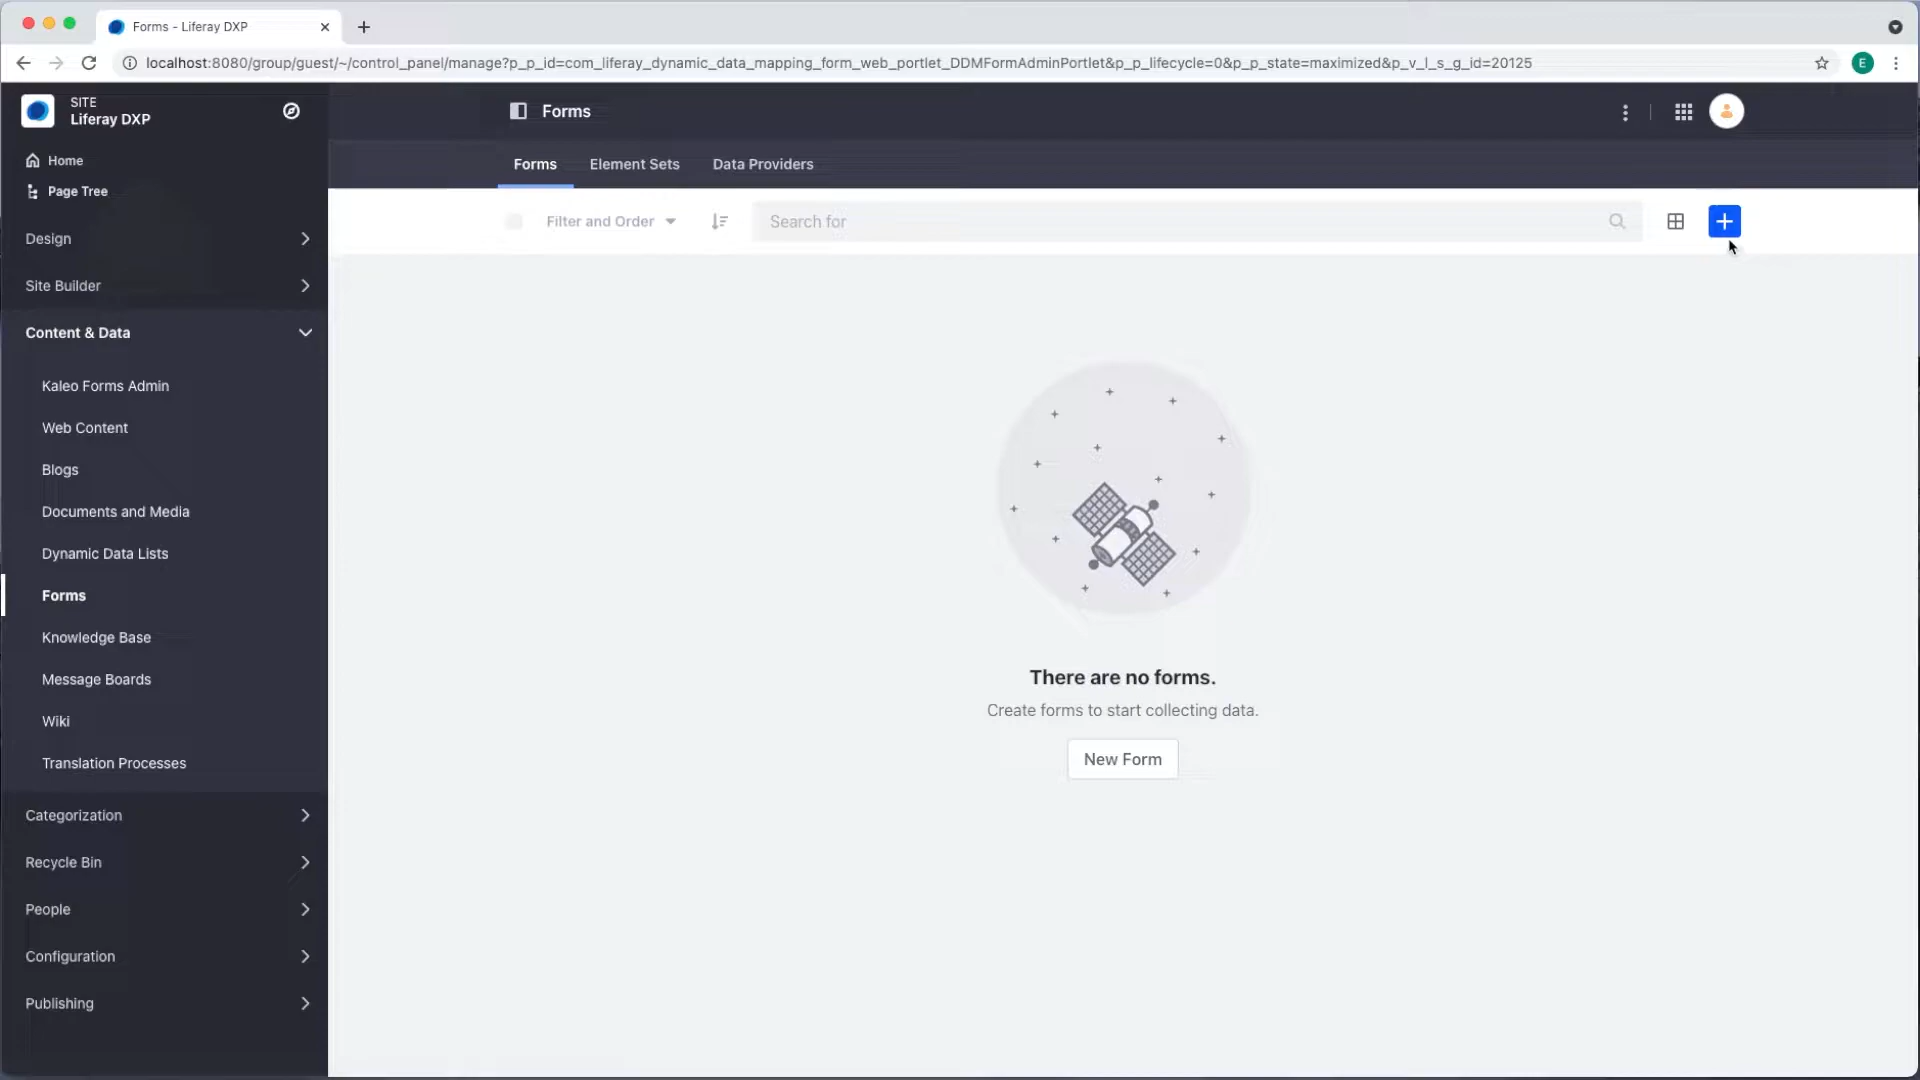 Forms - Liferay DXP
localhost:8080/group/guest/~/control_panel/manage?p_p_id=com_liferay_dynamic_data_mapping_form_web_portlet_DDMFormAdminPortlet&p_p_lifecycle=0&p_p_state=maximized&p_v_l_s_g_id=20125
E
SITE
Liferay DXP
Home
Page Tree
Design
Site Builder
Content & Data
Kaleo Forms Admin
Web Content
Blogs
Documents and Media
Dynamic Data Lists
Forms
Knowledge Base
Message Boards
Wiki
Translation Processes
Categorization
Recycle Bin
People
Configuration
Publishing
Forms
Forms Element Sets Data Providers
Filter and Order Search for
There are no forms.
Create forms to start collecting data.
New Form